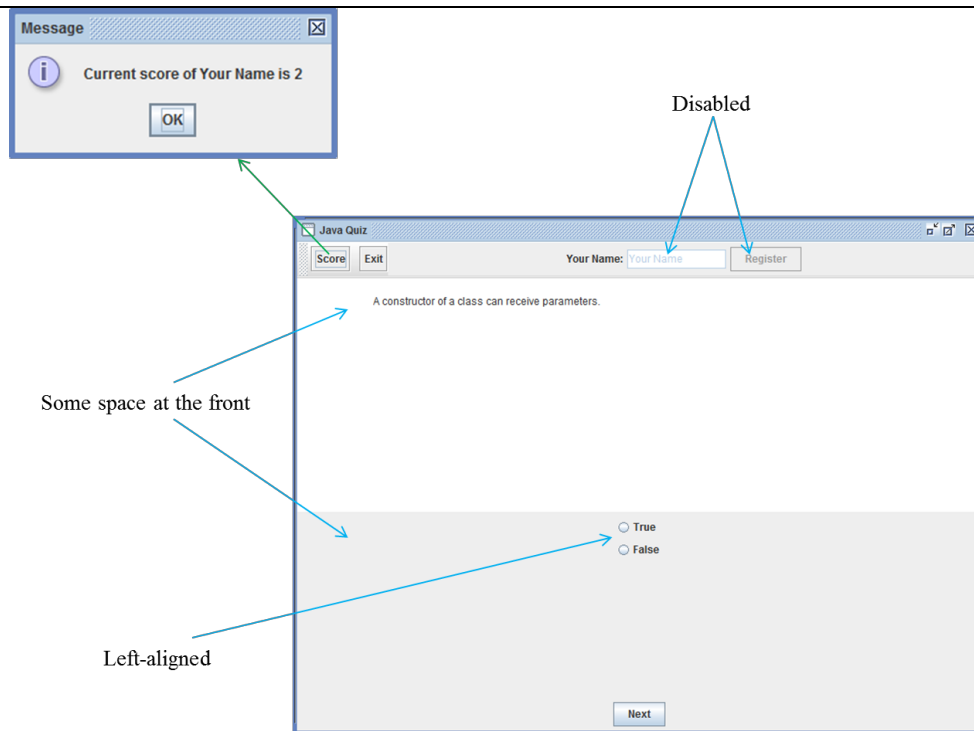 Message
Current score of Your Name is 2
OK
Disabled
Java Quiz
Score Exit Your Name: Your Name Register
A constructor of a class can receive parameters.
Some space at the front
True
False
Left-aligned
Next